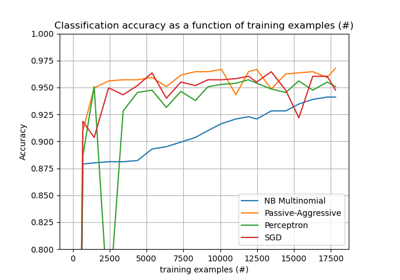 Classification accuracy as a function of training examples (#)
1.000
0.975
0.950
0.925
0.900
0.875
0.850
0.825
0.800
Accuracy
NB Multinomial
Passive-Aggressive
Perceptron
SGD
0 2500 5000 7500 10000 12500 15000 17500
training examples (#)